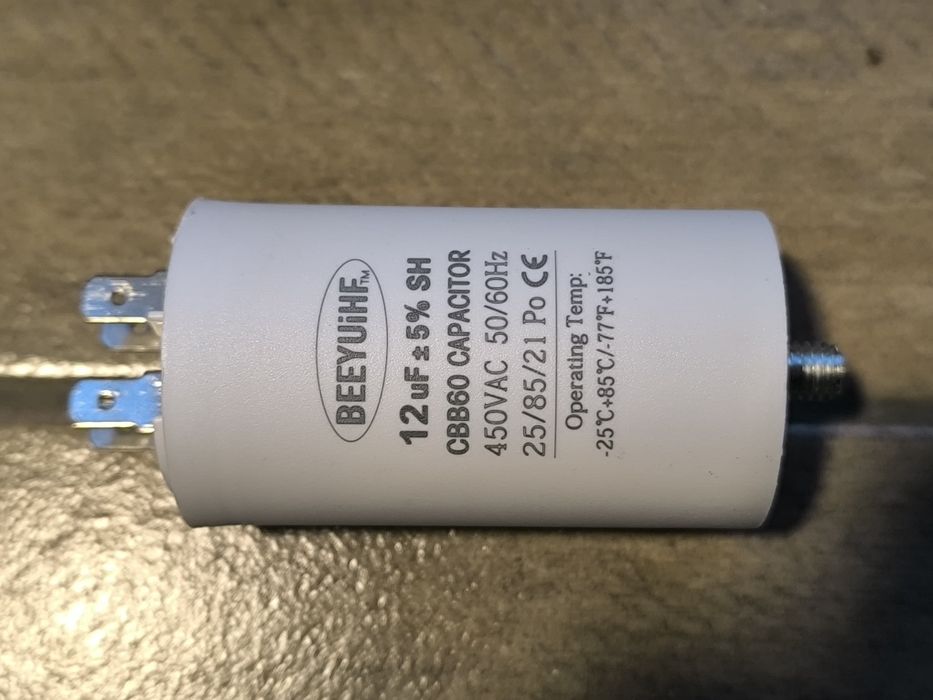 BEEYUiHF™
12uF±5% SH
CBB60 CAPACITOR
450VAC 50/60Hz
25/85/21 Po CE
Operating Temp:
-25℃+85℃/-77℉+185℉